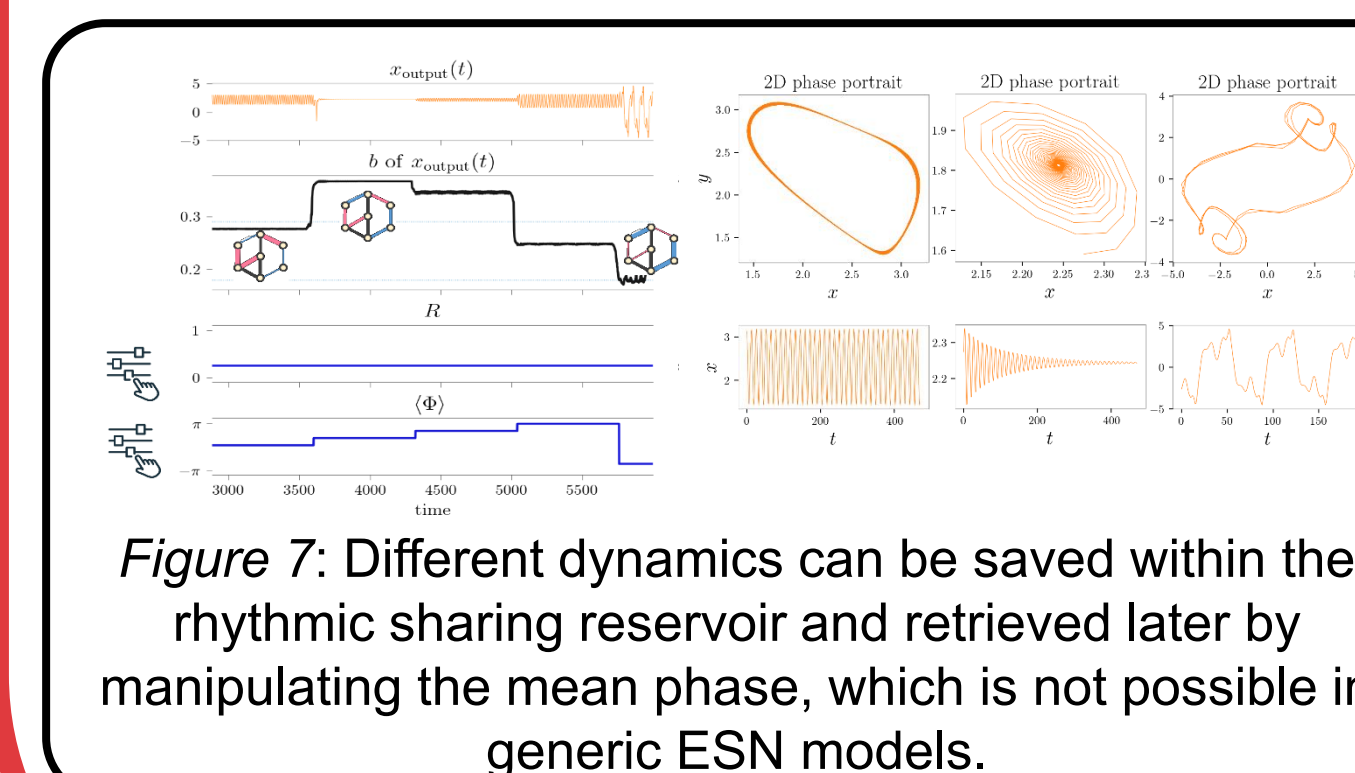 x_output(t)
5
0
−5
b of x_output(t)
0.3
0.2
R
1
0
⟨Φ⟩
π
−π
3000 3500 4000 4500 5000 5500
time
2D phase portrait
3.0
2.5
2.0
1.5
y
1.5 2.0 2.5 3.0
x
2D phase portrait
1.9
1.8
1.7
1.6
2.15 2.20 2.25 2.30 2.3
x
2D phase portrait
4
2
0
−2
−4
−5.0 −2.5 0.0 2.5
x
3
2
x
0 200 400
t
2.3
2.2
0 200 400
t
5
0
−5
0 50 100 150
t
Figure 7: Different dynamics can be saved within the
rhythmic sharing reservoir and retrieved later by
manipulating the mean phase, which is not possible in
generic ESN models.